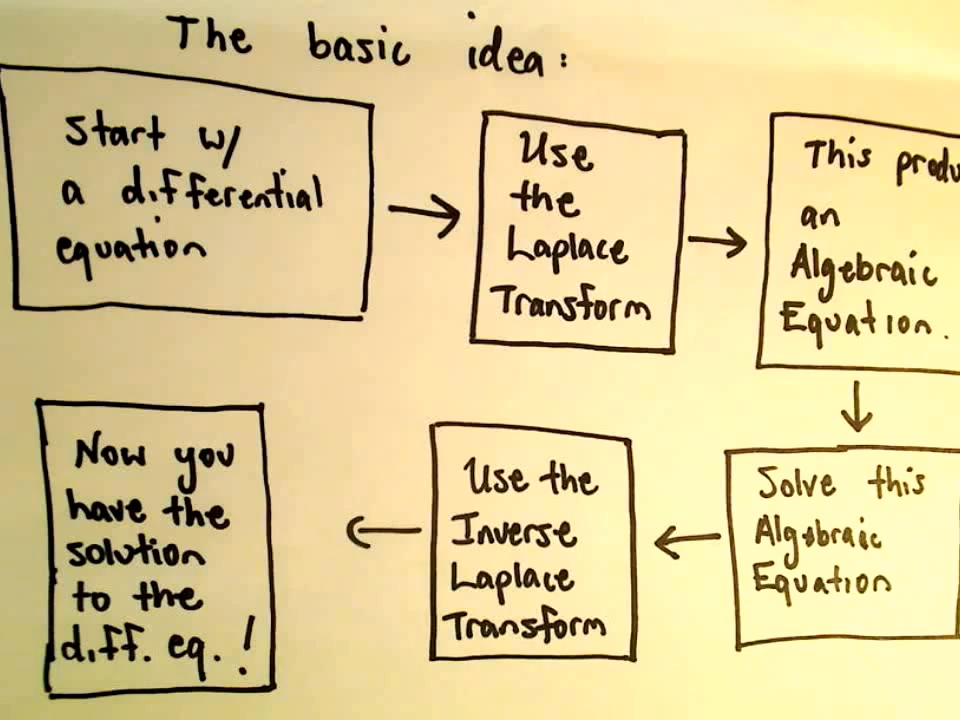 The basic idea:
Start w/
a differential
equation
Use
the
Laplace
Transform
This produ
an
Algebraic
Equation.
Solve this
Algebraic
Equation
Use the
Inverse
Laplace
Transform
Now you
have the
solution
to the
diff. eq.!